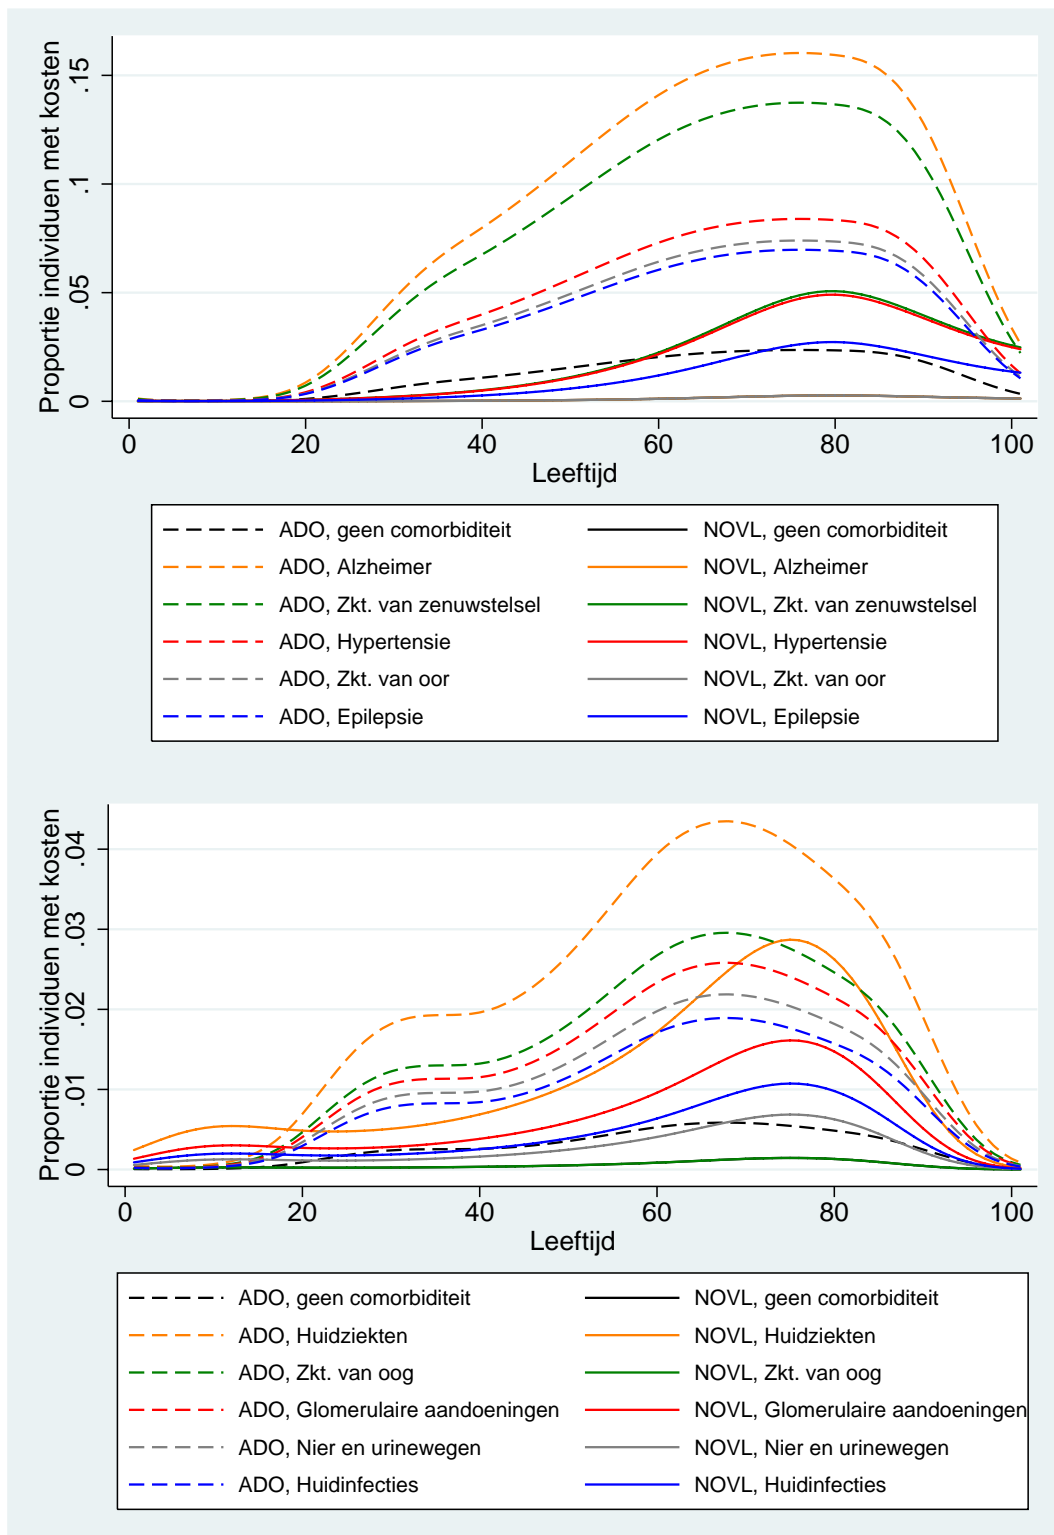 Proportie individuen met kosten
.15
.1
.05
0
0 20 40 60 80 100
Leeftijd
ADO, geen comorbiditeit NOVL, geen comorbiditeit
ADO, Alzheimer NOVL, Alzheimer
ADO, Zkt. van zenuwstelsel NOVL, Zkt. van zenuwstelsel
ADO, Hypertensie NOVL, Hypertensie
ADO, Zkt. van oor NOVL, Zkt. van oor
ADO, Epilepsie NOVL, Epilepsie
Proportie individuen met kosten
.04
.03
.02
.01
0
0 20 40 60 80 100
Leeftijd
ADO, geen comorbiditeit NOVL, geen comorbiditeit
ADO, Huidziekten NOVL, Huidziekten
ADO, Zkt. van oog NOVL, Zkt. van oog
ADO, Glomerulaire aandoeningen NOVL, Glomerulaire aandoeningen
ADO, Nier en urinewegen NOVL, Nier en urinewegen
ADO, Huidinfecties NOVL, Huidinfecties